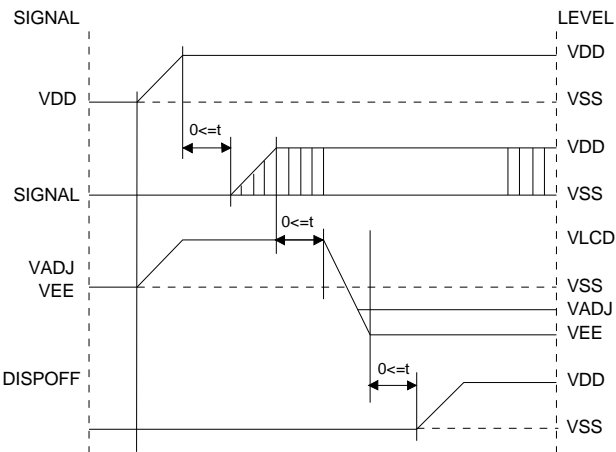 SIGNAL LEVEL
VDD
VDD VSS
0<=t VDD
SIGNAL VSS
0<=t VLCD
VADJ
VEE VSS
VADJ
VEE
0<=t
DISPOFF VDD
VSS